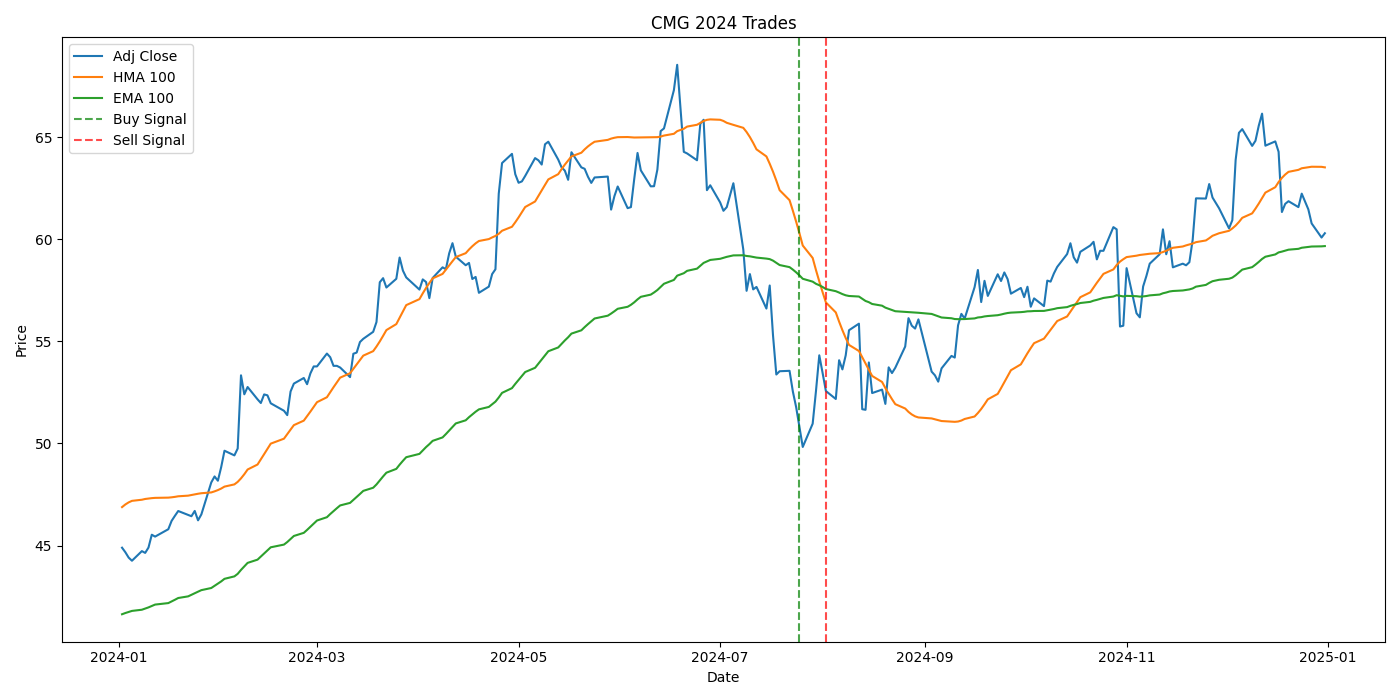 CMG 2024 Trades
Adj Close
HMA 100
EMA 100
Buy Signal
Sell Signal
Price
65
60
55
50
45
2024-01
2024-03
2024-05
2024-07
2024-09
2024-11
2025-01
Date